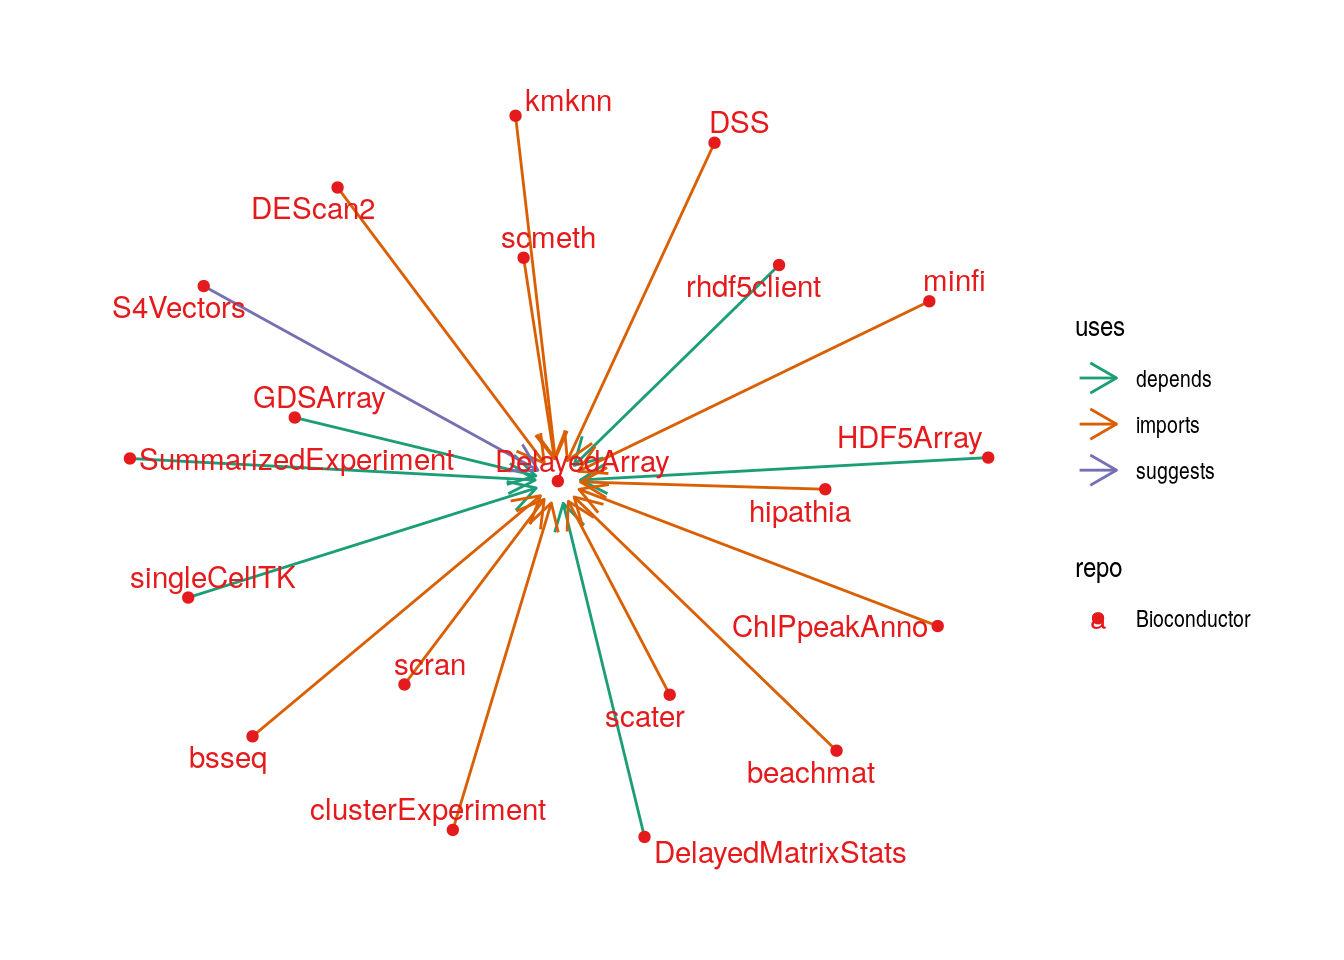 kmknn
DSS
DEScan2
scmeth
rhdf5client
minfi
S4Vectors
GDSArray
HDF5Array
SummarizedExperiment
DelayedArray
hipathia
singleCellTK
ChIPpeakAnno
scran
scater
bsseq
beachmat
clusterExperiment
DelayedMatrixStats
uses
depends
imports
suggests
repo
a
Bioconductor